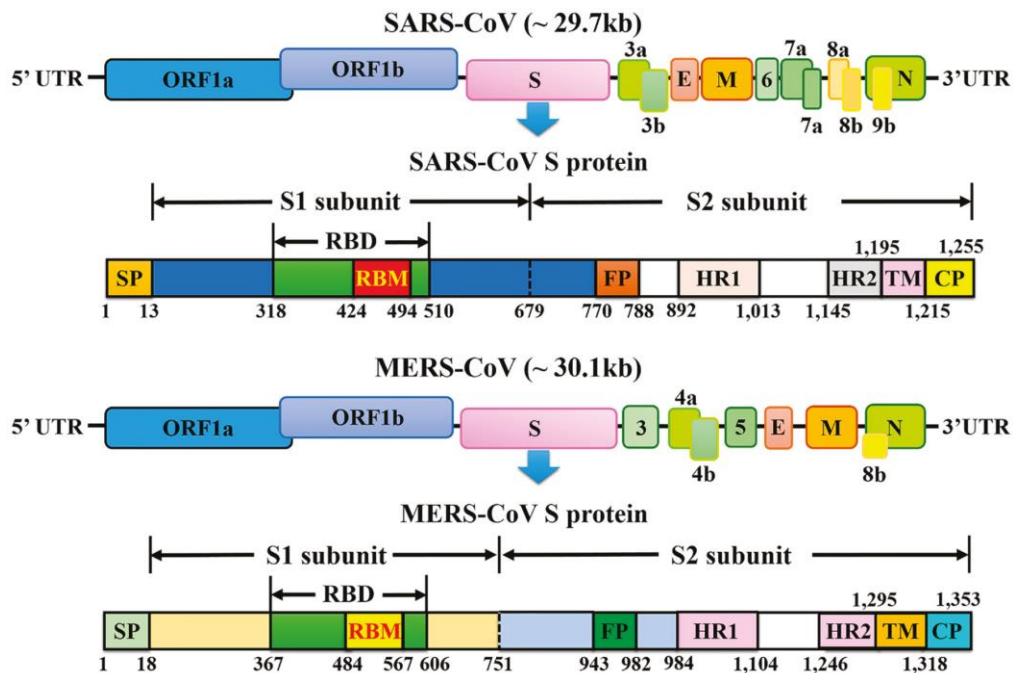 SARS-CoV (~ 29.7kb)
3a 7a 8a
5’ UTR ORF1a ORF1b S E M 6 N 3’UTR
3b 7a 8b 9b
SARS-CoV S protein
S1 subunit S2 subunit
RBD 1,195 1,255
SP RBM FP HR1 HR2 TM CP
1 13 318 424 494 510 679 770 788 892 1,013 1,145 1,215
MERS-CoV (~ 30.1kb)
4a
5’ UTR ORF1a ORF1b S 3 5 E M N 3’UTR
4b 8b
MERS-CoV S protein
S1 subunit S2 subunit
RBD 1,295 1,353
SP RBM FP HR1 HR2 TM CP
1 18 367 484 567 606 751 943 982 984 1,104 1,246 1,318